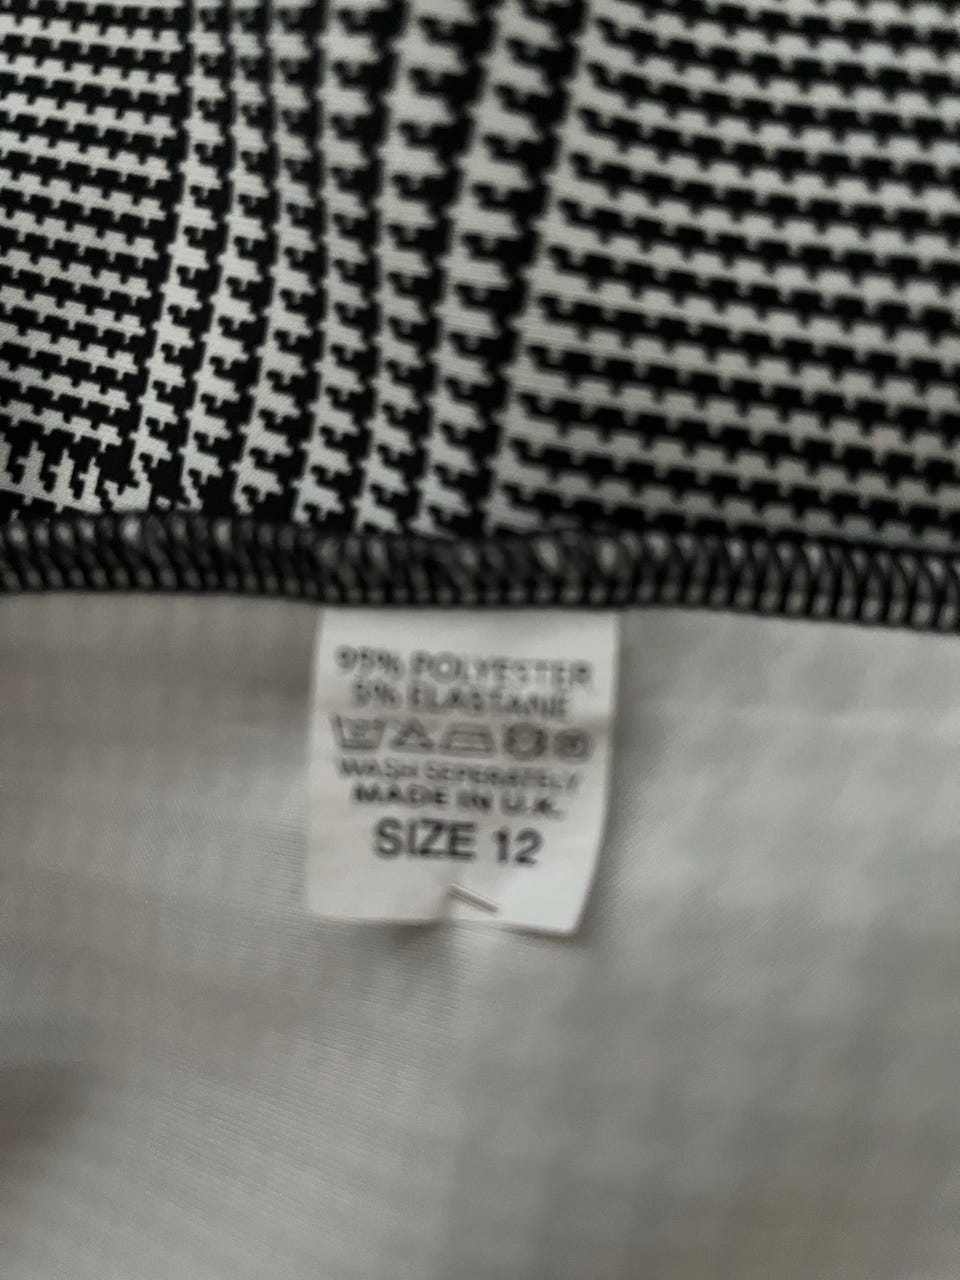 95% POLYESTER
5% ELASTANE
WASH SEPERATELY
MADE IN U.K.
SIZE 12